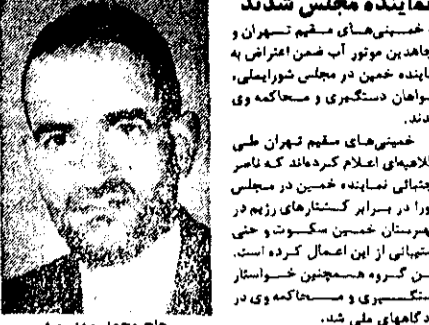 نماینده مجلس شدند
خمینی‌های مقیم تهران و
مجاهدین موتور آب ضمن اعتراض به
نماینده خمین در مجلس شورایملی،
خواهان دستگیری و محاکمه وی
شدند.
خمینی‌های مقیم تهران طی
اطلاعیه‌ای اعلام کرده‌اند که ناصر
نماینده خمین در مجلس
شورا در برابر کشتارهای رژیم در
شهرستان خمین سکوت و حتی
پشتیبانی از این اعمال کرده است.
این گروه همچنین خواستار
دستگیری و محاکمه وی در
دادگاههای ملی شد.
حاج محمد